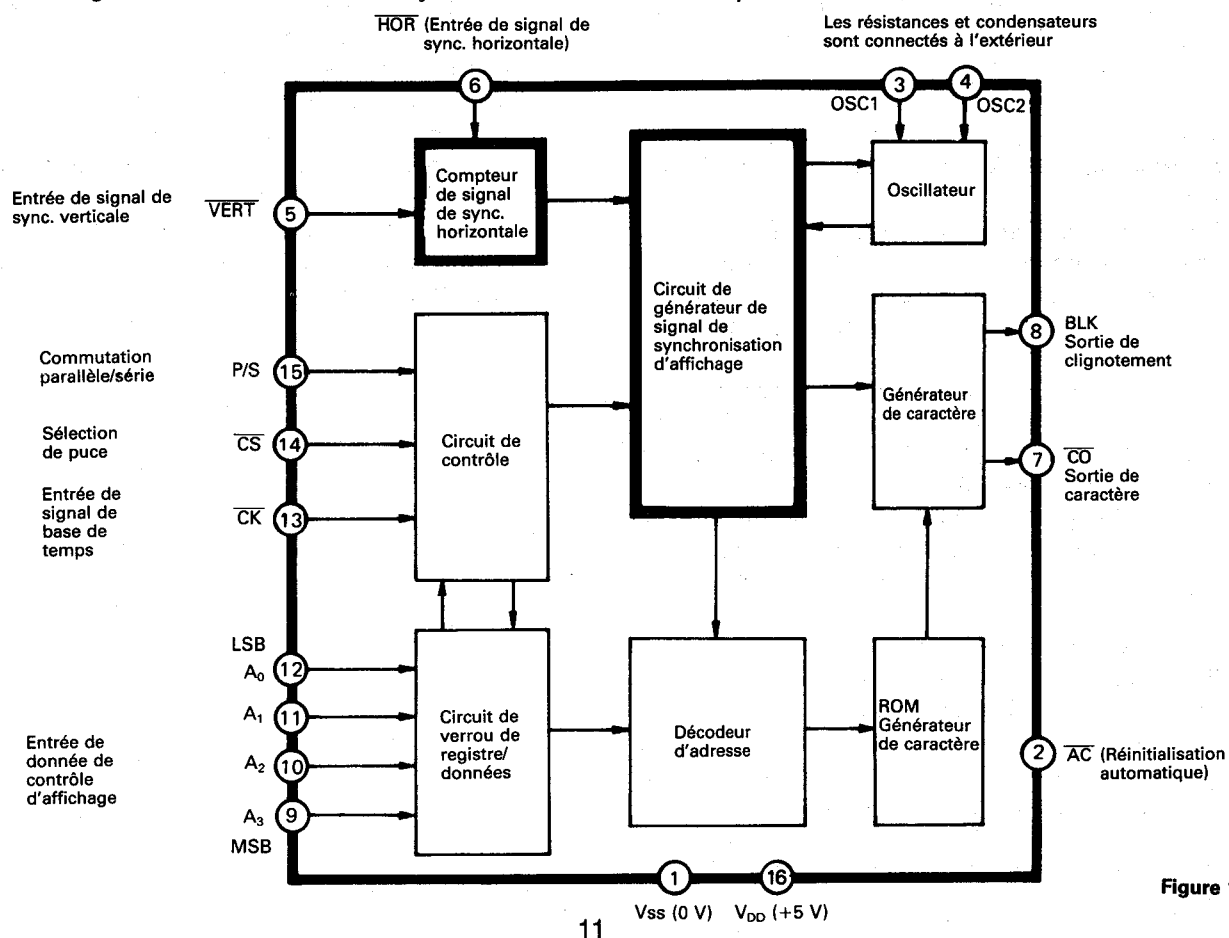 HOR (Entrée de signal de
sync. horizontale)
Les résistances et condensateurs
sont connectés à l'extérieur
6
3
4
OSC1
OSC2
Compteur
de signal
de sync.
horizontale
Oscillateur
Entrée de signal de
sync. verticale
VERT
5
Circuit de
générateur de
signal de
synchronisation
d'affichage
8
BLK
Sortie de
clignotement
Commutation
parallèle/série
P/S
15
Générateur
de caractère
Sélection
de puce
CS
14
Circuit de
contrôle
7
CO
Sortie de
caractère
Entrée de
signal de
base de
temps
CK
13
LSB
A0
12
A1
11
A2
10
A3
9
MSB
Entrée de
donnée de
contrôle
d'affichage
Circuit de
verrou de
registre/
données
Décodeur
d'adresse
ROM
Générateur
de caractère
2
AC (Réinitialisation
automatique)
1
16
Vss (0 V)
VDD (+5 V)
Figure
11